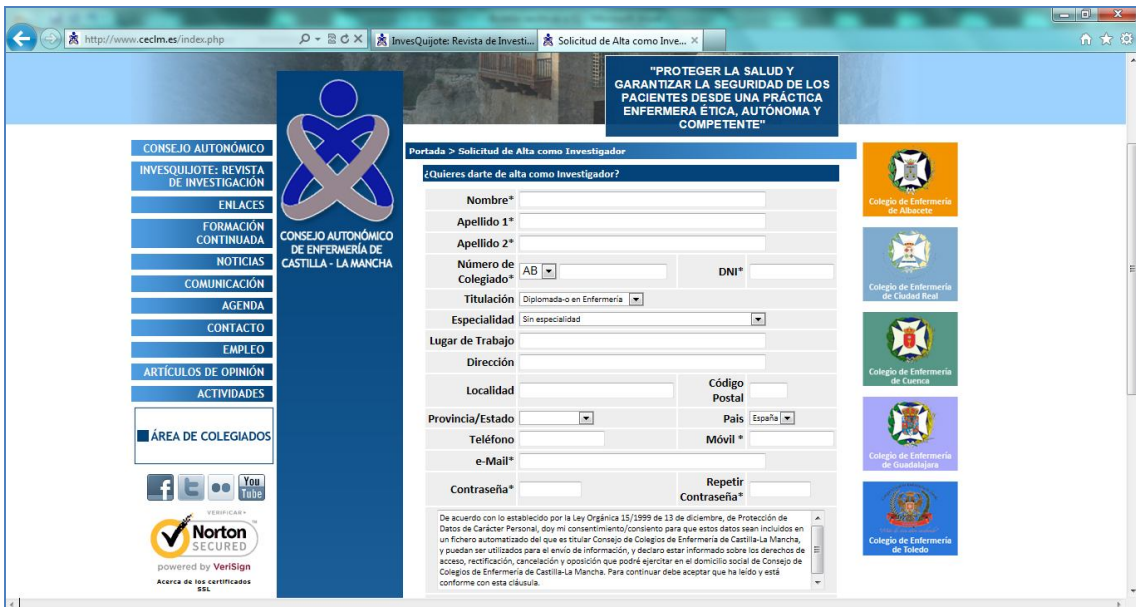 http://www.ceclm.es/index.php
InvesQuijote: Revista de Investi...
Solicitud de Alta como Inve...
"PROTEGER LA SALUD Y
GARANTIZAR LA SEGURIDAD DE LOS
PACIENTES DESDE UNA PRÁCTICA
ENFERMERA ÉTICA, AUTÓNOMA Y
COMPETENTE"
CONSEJO AUTONÓMICO
INVESQUIJOTE: REVISTA
DE INVESTIGACIÓN
ENLACES
FORMACIÓN
CONTINUADA
NOTICIAS
COMUNICACIÓN
AGENDA
CONTACTO
EMPLEO
ARTÍCULOS DE OPINIÓN
ACTIVIDADES
ÁREA DE COLEGIADOS
You
Tube
VERIFICAR
Norton
SECURED
powered by VeriSign
Acerca de los certificados
SSL
CONSEJO AUTONÓMICO
DE ENFERMERÍA DE
CASTILLA - LA MANCHA
Portada > Solicitud de Alta como Investigador
¿Quieres darte de alta como Investigador?
Nombre*
Apellido 1*
Apellido 2*
Número de
Colegiado* AB DNI*
Titulación Diplomada-o en Enfermería
Especialidad Sin especialidad
Lugar de Trabajo
Dirección
Localidad Código
Postal
Provincia/Estado Pais España
Teléfono Móvil *
e-Mail*
Contraseña* Repetir
Contraseña*
De acuerdo con lo establecido por la Ley Orgánica 15/1999 de 13 de diciembre, de Protección de
Datos de Carácter Personal, doy mi consentimiento/consiento para que estos datos sean incluidos en
un fichero automatizado del que es titular Consejo de Colegios de Enfermería de Castilla-La Mancha,
y puedan ser utilizados para el envío de información, y declaro estar informado sobre los derechos de
acceso, rectificación, cancelación y oposición que podré ejercitar en el domicilio social de Consejo de
Colegios de Enfermería de Castilla-La Mancha. Para continuar debe aceptar que ha leído y está
conforme con esta cláusula.
Colegio de Enfermería
de Albacete
Colegio de Enfermería
de Ciudad Real
Colegio de Enfermería
de Cuenca
Colegio de Enfermería
de Guadalajara
Colegio de Enfermería
de Toledo